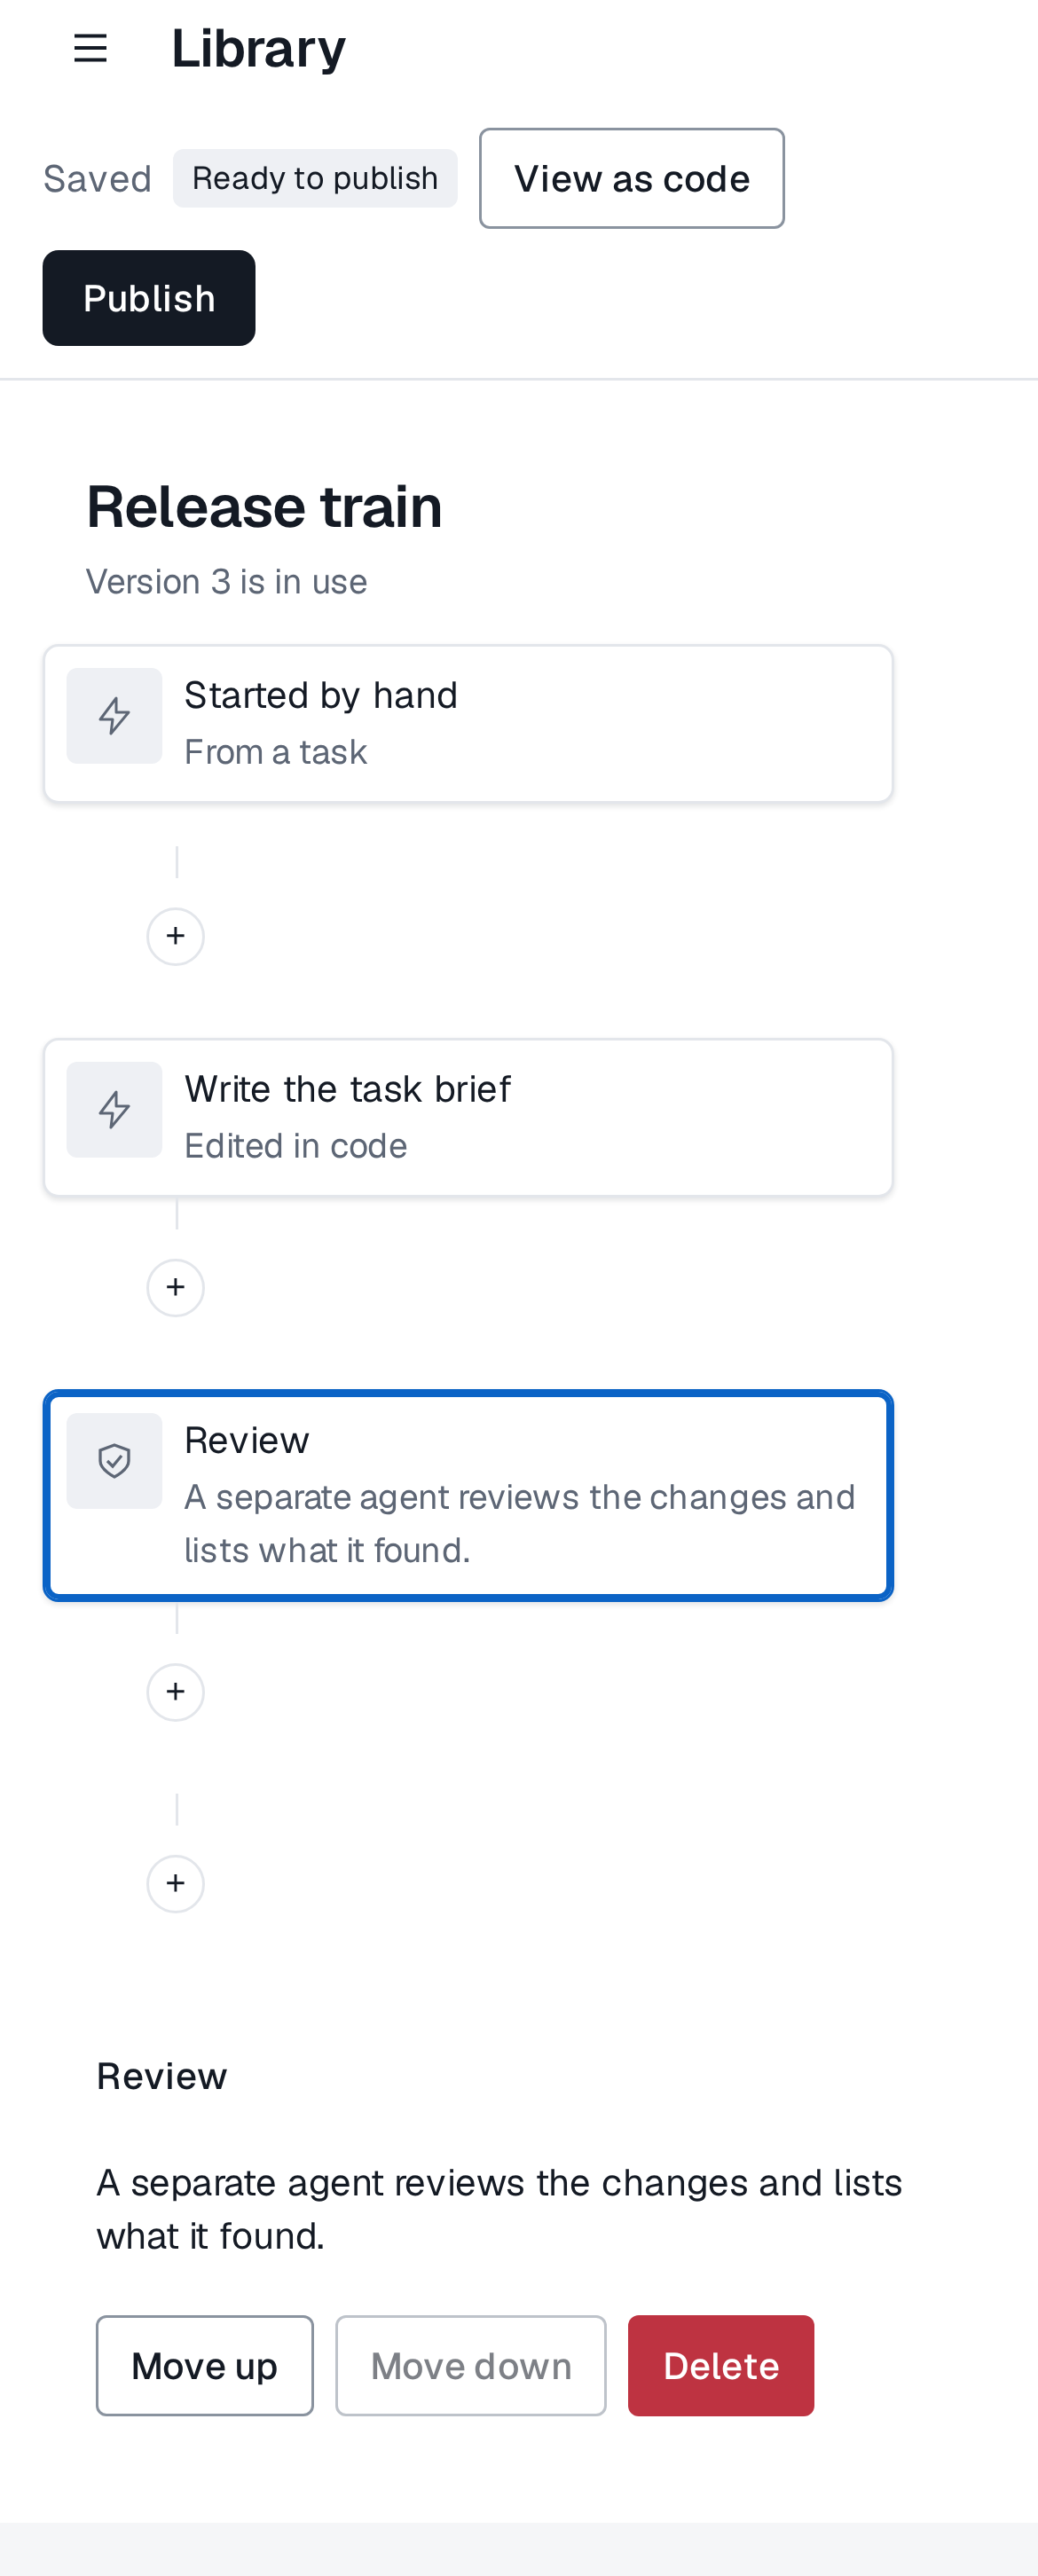 Library
Saved
Ready to publish
View as code
Publish
Release train
Version 3 is in use
Started by hand
From a task
+
Write the task brief
Edited in code
+
Review
A separate agent reviews the changes and
lists what it found.
+
+
Review
A separate agent reviews the changes and lists
what it found.
Move up
Move down
Delete